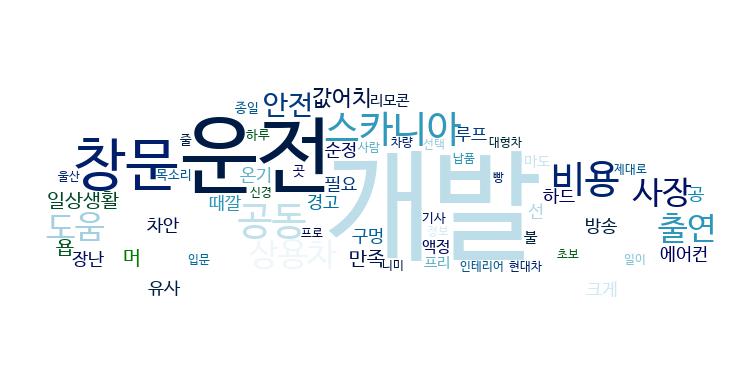 종일
안전
값어치
리모콘
줄
하루
운전
스카니아
루프
대형차
창문
순정
사람
차량
선택
납품
마도
울산
목소리
온기
곳
신경
필요
개발
빵
비용
제대로
일상생활
때깔
경고
하드
사장
공
도움
차안
공동
프로
구멍
기사
정보
선
방송
출연
욥
장난
머
입문
상용차
만족
액정
불
초보
일이
에어컨
니미
프리
인테리어
현대차
유사
크게